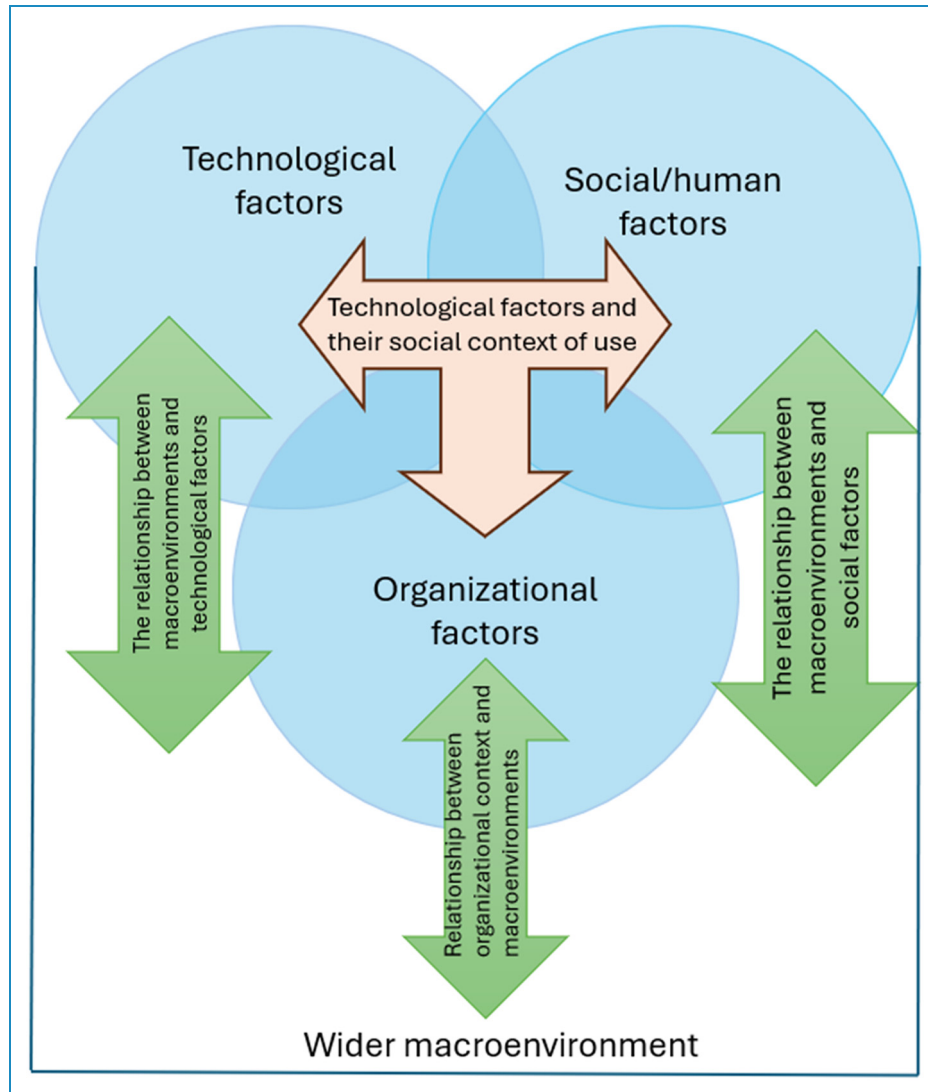 Technological
factors
Social/human
factors
Technological factors and
their social context of use
The relationship between
macroenvironments and
technological factors
The relationship between
macroenvironments and
social factors
Organizational
factors
Relationship between
organizational context and
macroenvironments
Wider macroenvironment